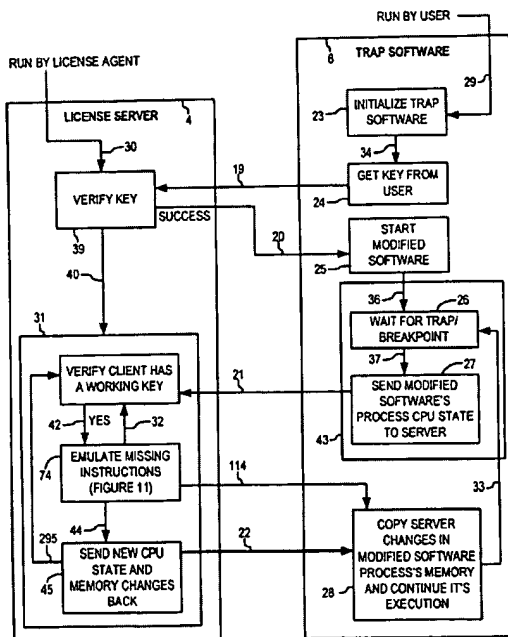 RUN BY USER
6
TRAP SOFTWARE
29
RUN BY LICENSE AGENT
LICENSE SERVER
4
INITIALIZE TRAP
SOFTWARE
23
30
34
19
GET KEY FROM
USER
24
VERIFY KEY
SUCCESS
39
20
START
MODIFIED
SOFTWARE
25
40
36
26
31
WAIT FOR TRAP/
BREAKPOINT
37
27
VERIFY CLIENT HAS
A WORKING KEY
21
SEND MODIFIED
SOFTWARE'S
PROCESS CPU STATE
TO SERVER
42
YES
32
43
EMULATE MISSING
INSTRUCTIONS
(FIGURE 11)
74
114
33
44
295
22
SEND NEW CPU
STATE AND
MEMORY CHANGES
BACK
45
COPY SERVER
CHANGES IN
MODIFIED SOFTWARE
PROCESS'S MEMORY
AND CONTINUE IT'S
EXECUTION
28